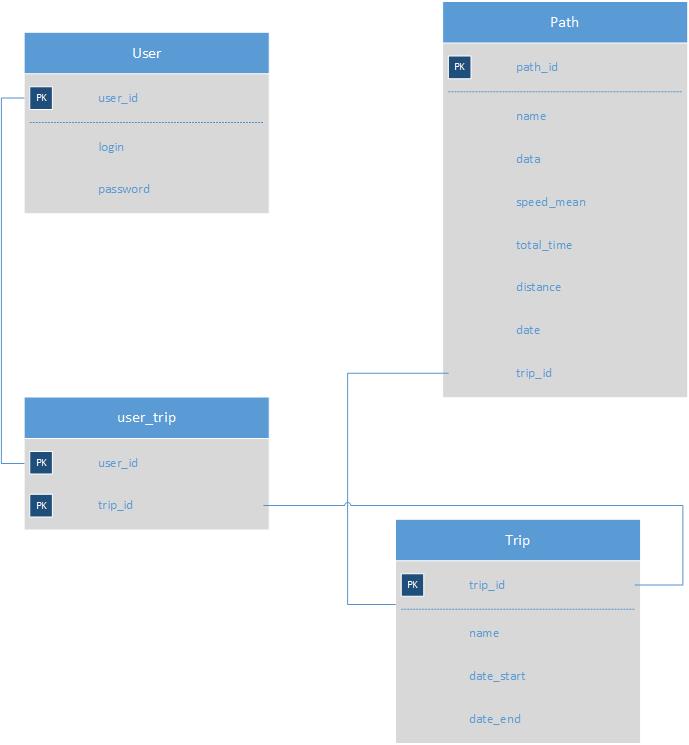 User
PK user_id
login
password
Path
PK path_id
name
data
speed_mean
total_time
distance
date
trip_id
user_trip
PK user_id
PK trip_id
Trip
PK trip_id
name
date_start
date_end